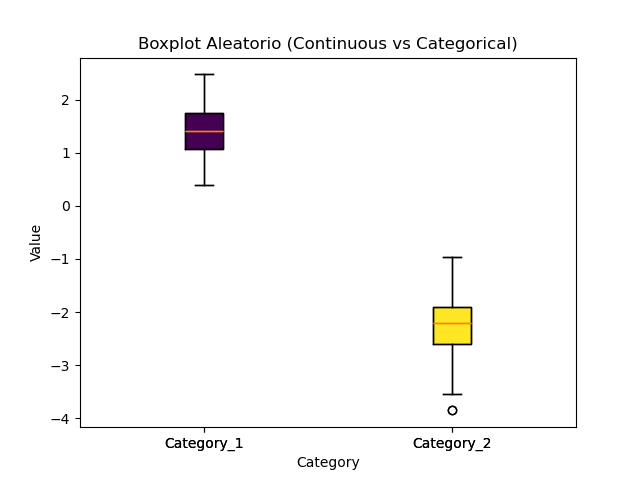 Boxplot Aleatorio (Continuous vs Categorical)
2
1
0
−1
−2
−3
−4
Value
Category_1
Category_2
Category